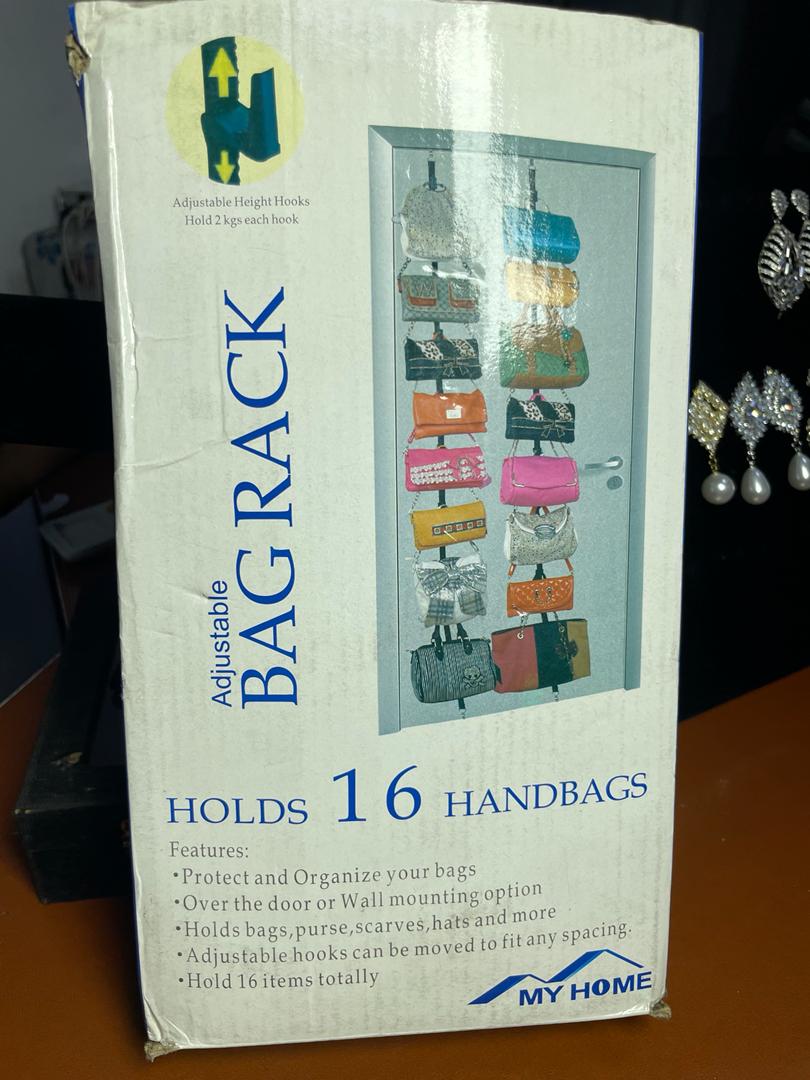 Adjustable Height Hooks
Hold 2 kgs each hook
Adjustable
BAG RACK
HOLDS 16 HANDBAGS
Features:
•Protect and Organize your bags
•Over the door or Wall mounting option
•Holds bags,purse,scarves,hats and more
•Adjustable hooks can be moved to fit any spacing.
•Hold 16 items totally
MY HOME